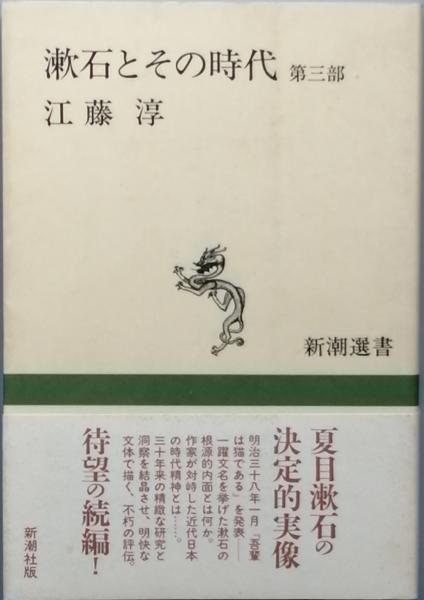 漱石とその時代 第三部
江藤 淳
新潮選書
夏目漱石の
決定的実像
明治三十八年一月『吾輩
は猫である』を発表――
一躍文名を挙げた漱石の
根源的内面とは何か。
作家が対峙した近代日本
の時代精神とは……。
三十年来の精緻な研究と
洞察を結晶させ、明快な
文体で描く、不朽の評伝。
待望の続編!
新潮社版